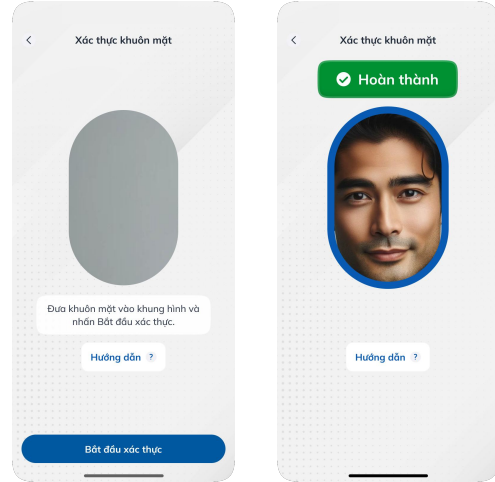 Xác thực khuôn mặt
Đưa khuôn mặt vào khung hình và
nhấn Bắt đầu xác thực.
Hướng dẫn ?
Bắt đầu xác thực
Xác thực khuôn mặt
Hoàn thành
Hướng dẫn ?